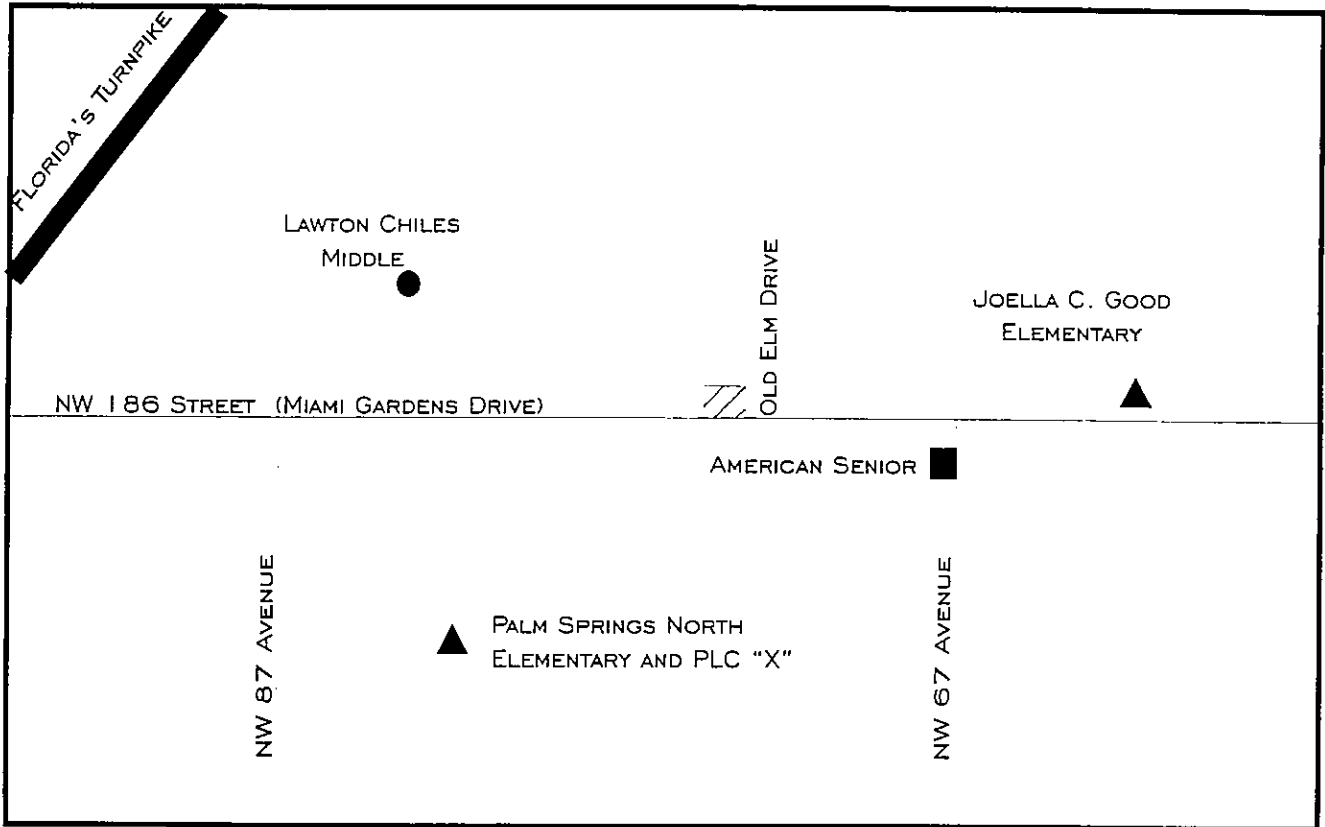 FLORIDA'S TURNPIKE
LAWTON CHILES
MIDDLE
OLD ELM DRIVE
JOELLA C. GOOD
ELEMENTARY
NW 186 STREET (MIAMI GARDENS DRIVE)
AMERICAN SENIOR
NW 87 AVENUE
PALM SPRINGS NORTH
ELEMENTARY AND PLC "X"
NW 67 AVENUE